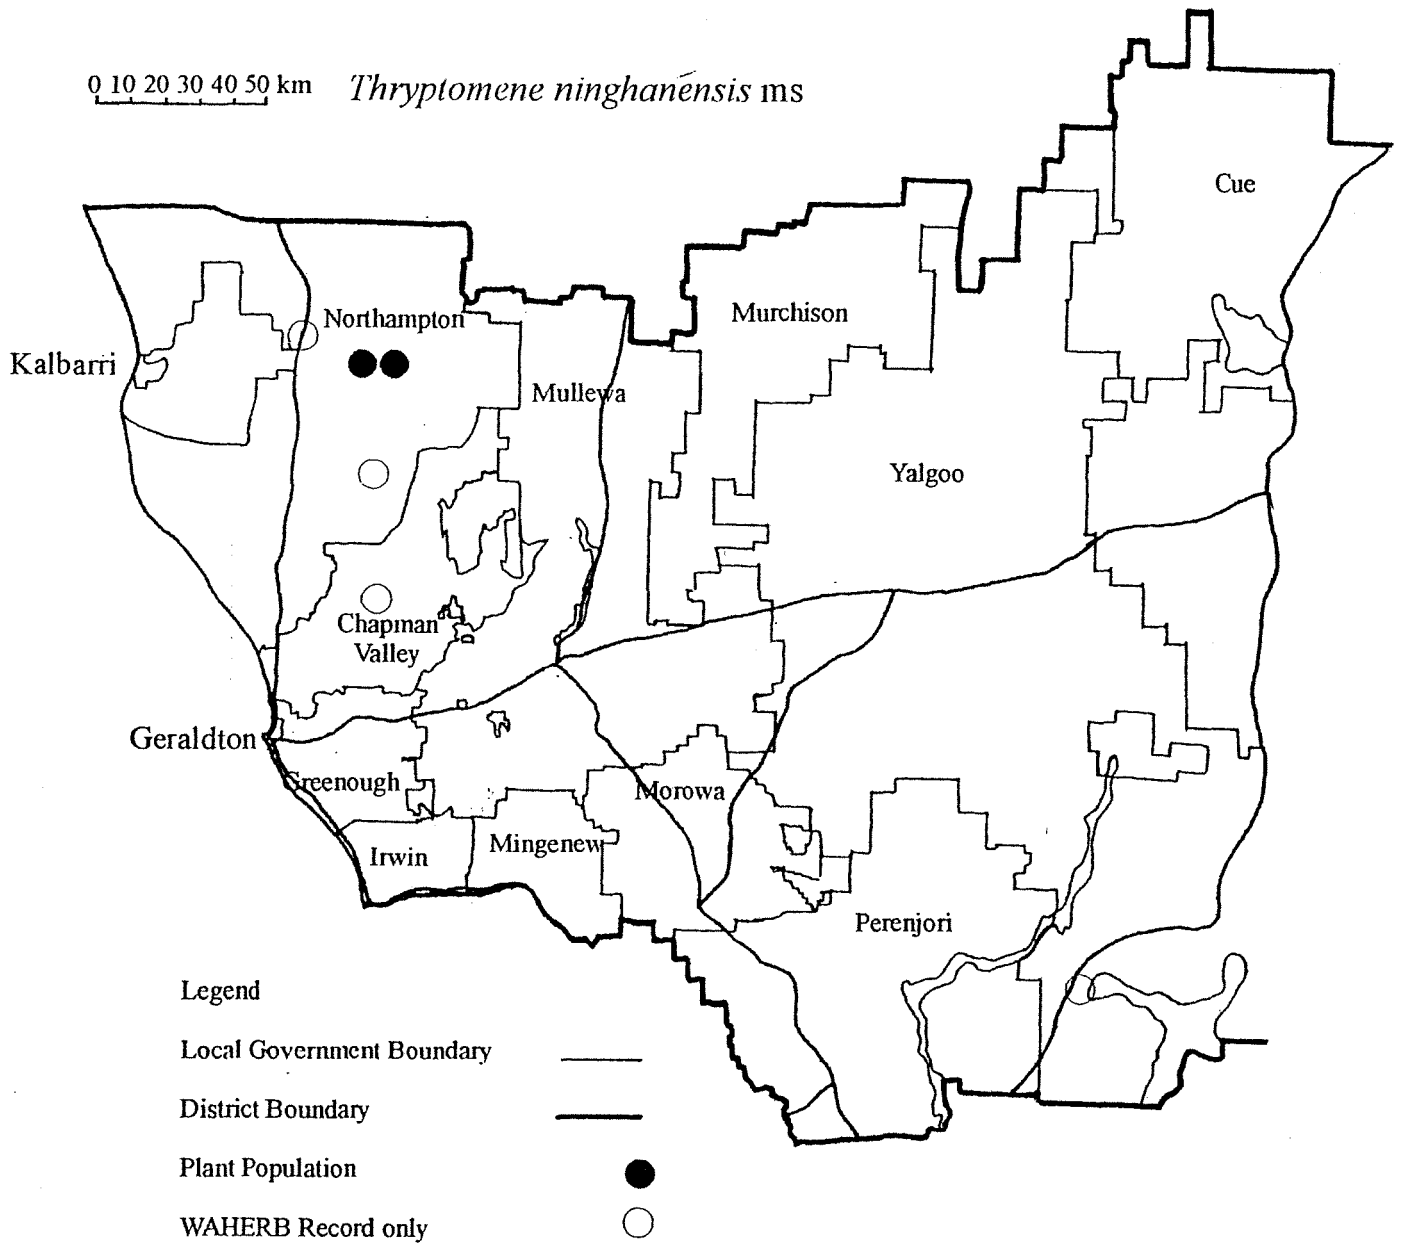 0 10 20 30 40 50 km
Thryptomene ninghanensis ms
Cue
Northampton
Murchison
Kalbarri
Mullewa
Yalgoo
Chapman
Valley
Geraldton
Greenough
Morowa
Irwin
Mingenew
Perenjori
Legend
Local Government Boundary
District Boundary
Plant Population
WAHERB Record only